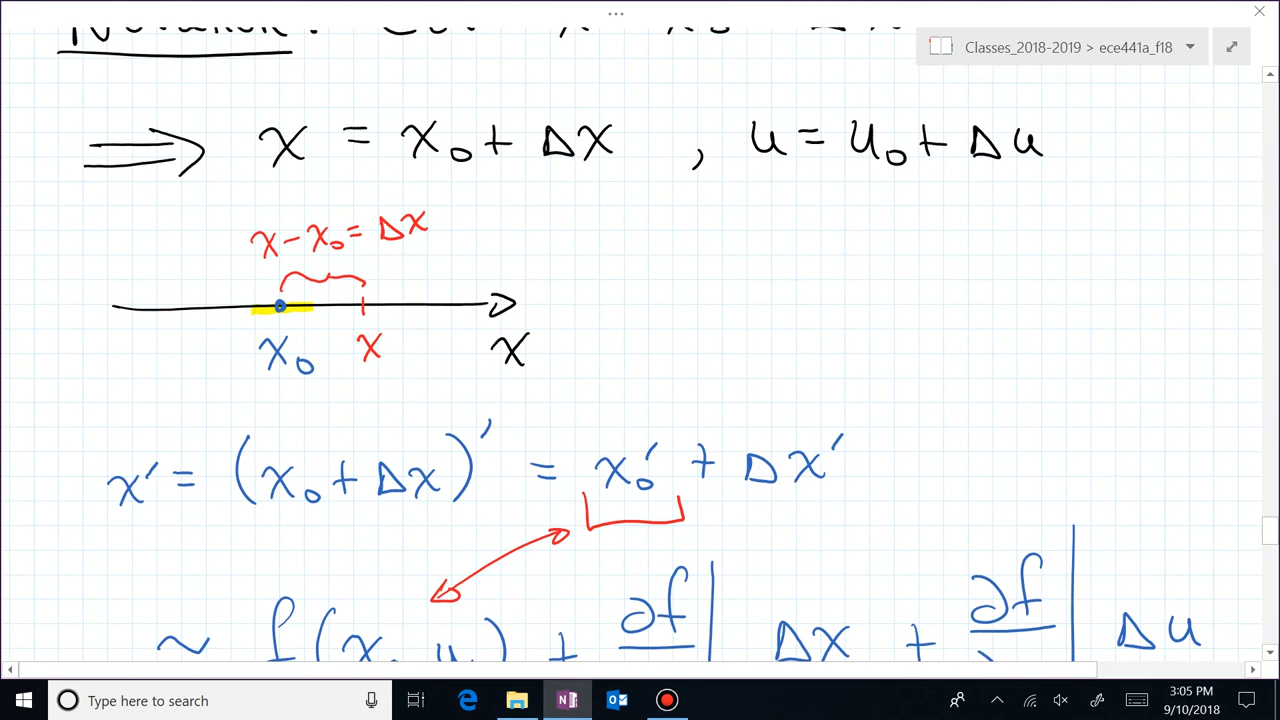 Classes_2018-2019 > ece441a_f18
⟹ x = x₀ + Δx , u = u₀ + Δu
x - x₀ = Δx
x₀ x x
x' = (x₀ + Δx)' = x₀' + Δx'
~ f(x, u) + ∂f | Δx + ∂f | Δu
Type here to search
3:05 PM
9/10/2018